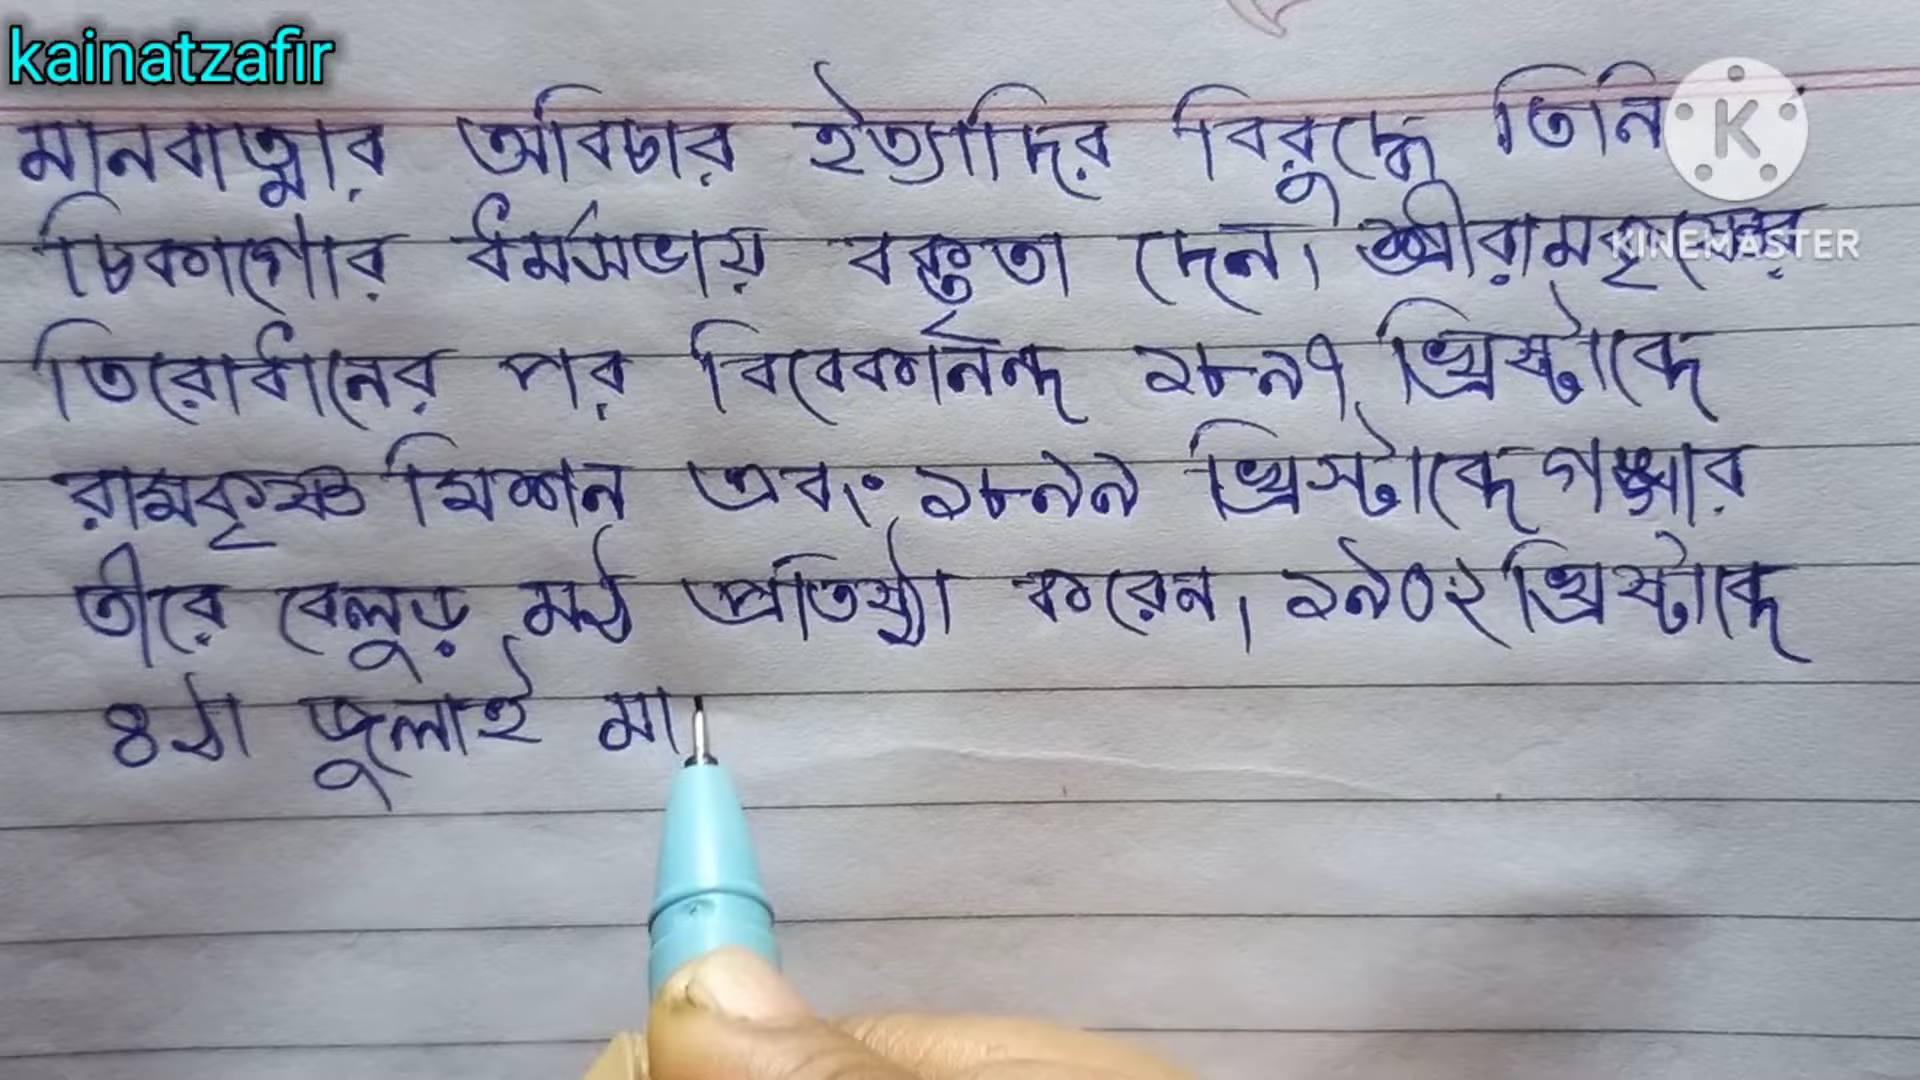 kainatzafir
মানবাত্মার অবিচার ইত্যাদির বিরুদ্ধে তিনি
K
চিকাগোর ধর্মসভায় বক্তৃতা দেন। শ্রীরামকৃষ্ণের
KINEMASTER
তিরোধানের পর বিবেকানন্দ ১৮৯৭ খ্রিস্টাব্দে
রামকৃষ্ণ মিশন এবং ১৮৯৯ খ্রিস্টাব্দে গঙ্গার
তীরে বেলুড় মঠ প্রতিষ্ঠা করেন। ১৯০২ খ্রিস্টাব্দে
৪ঠা জুলাই মা